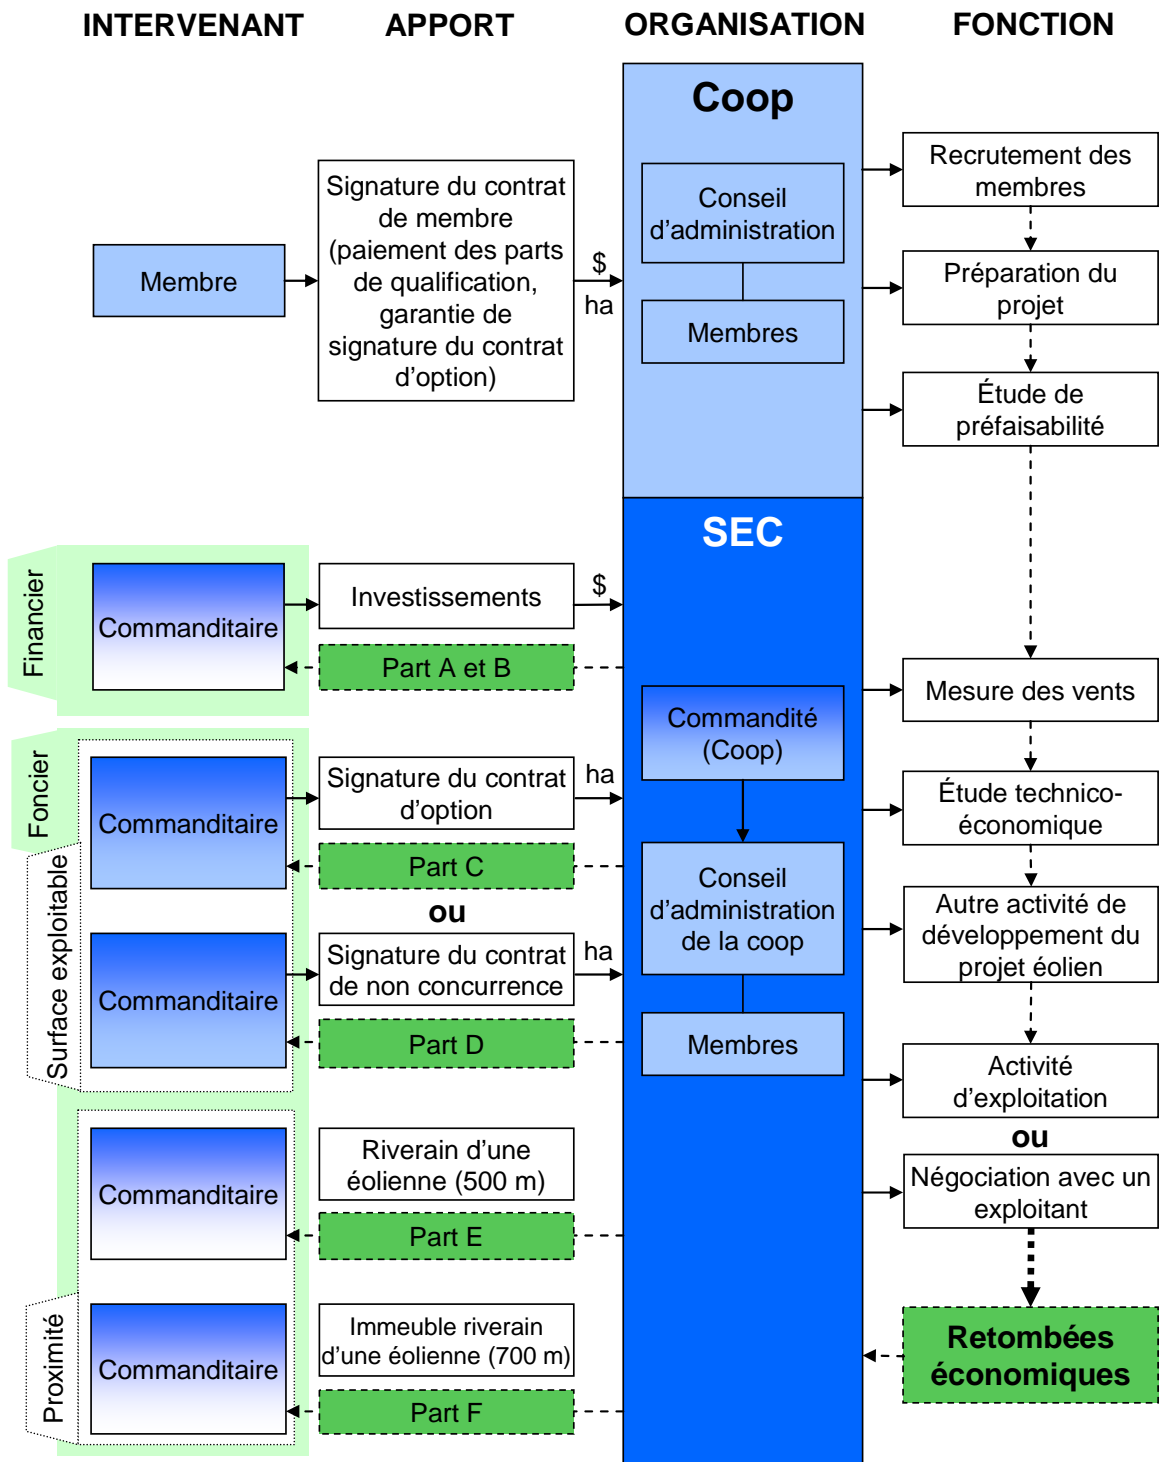 INTERVENANT
APPORT
ORGANISATION
FONCTION
Coop
Membre
Signature du contrat
de membre
(paiement des parts
de qualification,
garantie de
signature du contrat
d'option)
$
ha
Conseil
d'administration
Membres
Recrutement des
membres
Préparation du
projet
Étude de
préfaisabilité
SEC
Financier
Commanditaire
Investissements
$
Part A et B
Commandité
(Coop)
Mesure des vents
Foncier
Surface exploitable
Commanditaire
Signature du contrat
d'option
ha
Part C
ou
Commanditaire
Signature du contrat
de non concurrence
ha
Part D
Conseil
d'administration
de la coop
Membres
Étude technico-
économique
Autre activité de
développement du
projet éolien
Activité
d'exploitation
ou
Négociation avec un
exploitant
Proximité
Commanditaire
Riverain d'une
éolienne (500 m)
Part E
Commanditaire
Immeuble riverain
d'une éolienne (700 m)
Part F
Retombées
économiques